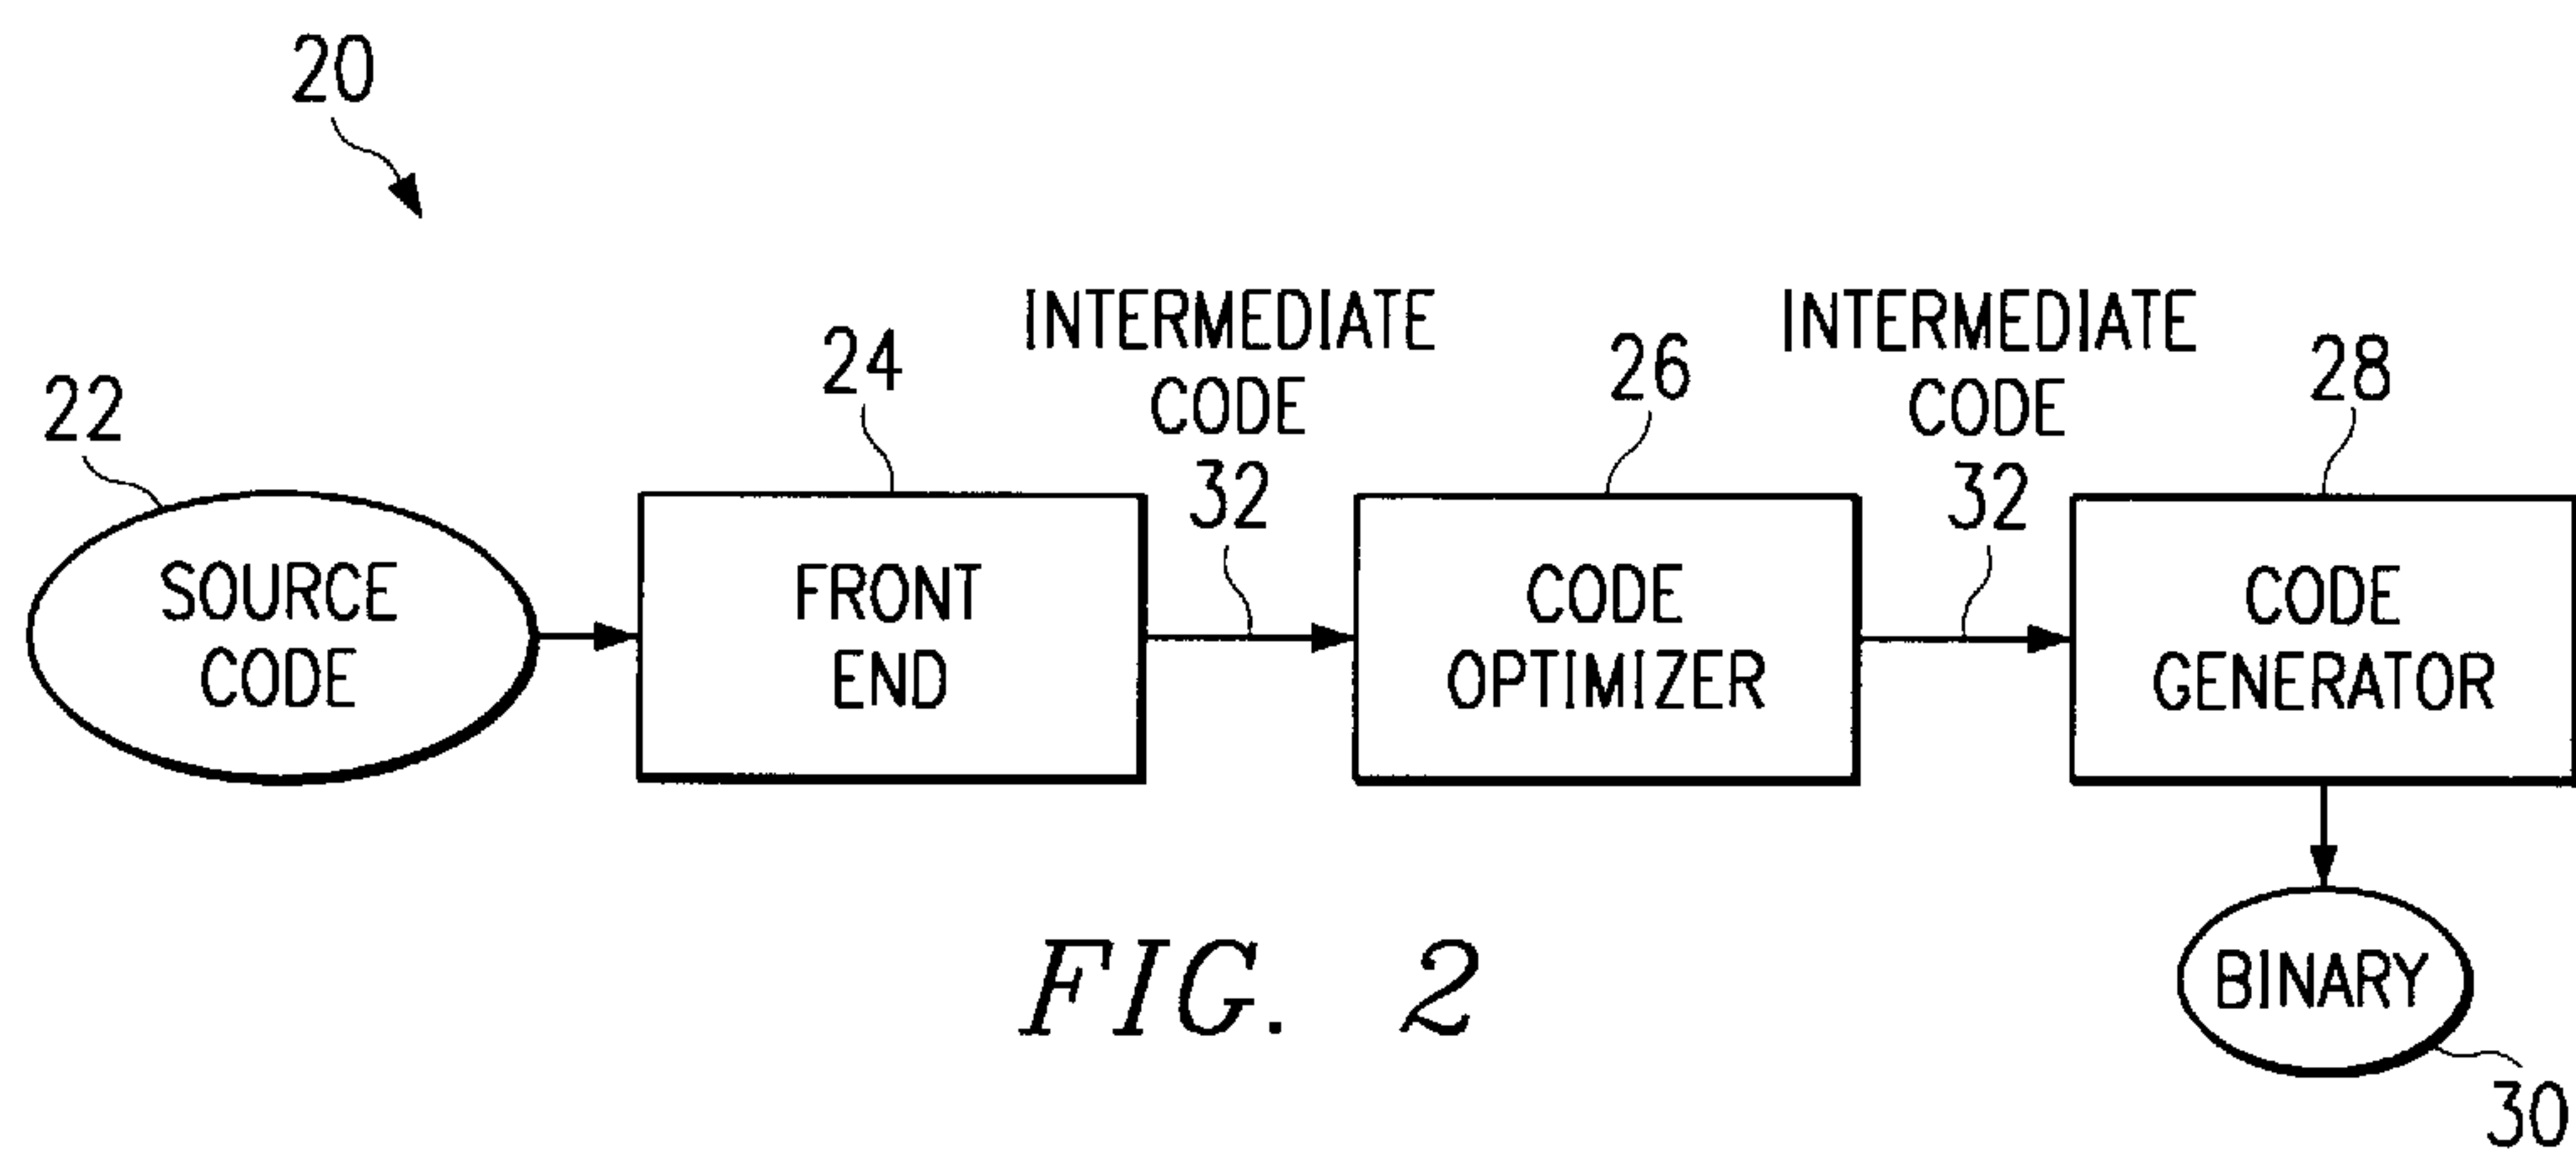 20
INTERMEDIATE
CODE
32
INTERMEDIATE
CODE
32
22
24
26
28
SOURCE
CODE
FRONT
END
CODE
OPTIMIZER
CODE
GENERATOR
BINARY
30
FIG. 2